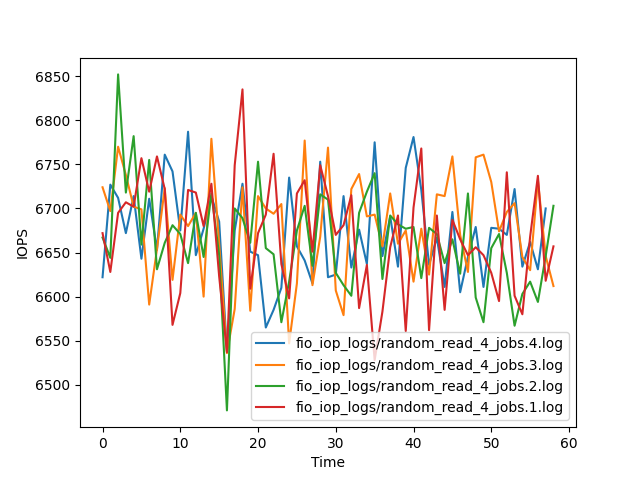 6850
6800
6750
6700
6650
6600
6550
6500
IOPS
fio_iop_logs/random_read_4_jobs.4.log
fio_iop_logs/random_read_4_jobs.3.log
fio_iop_logs/random_read_4_jobs.2.log
fio_iop_logs/random_read_4_jobs.1.log
0 10 20 30 40 50 60
Time